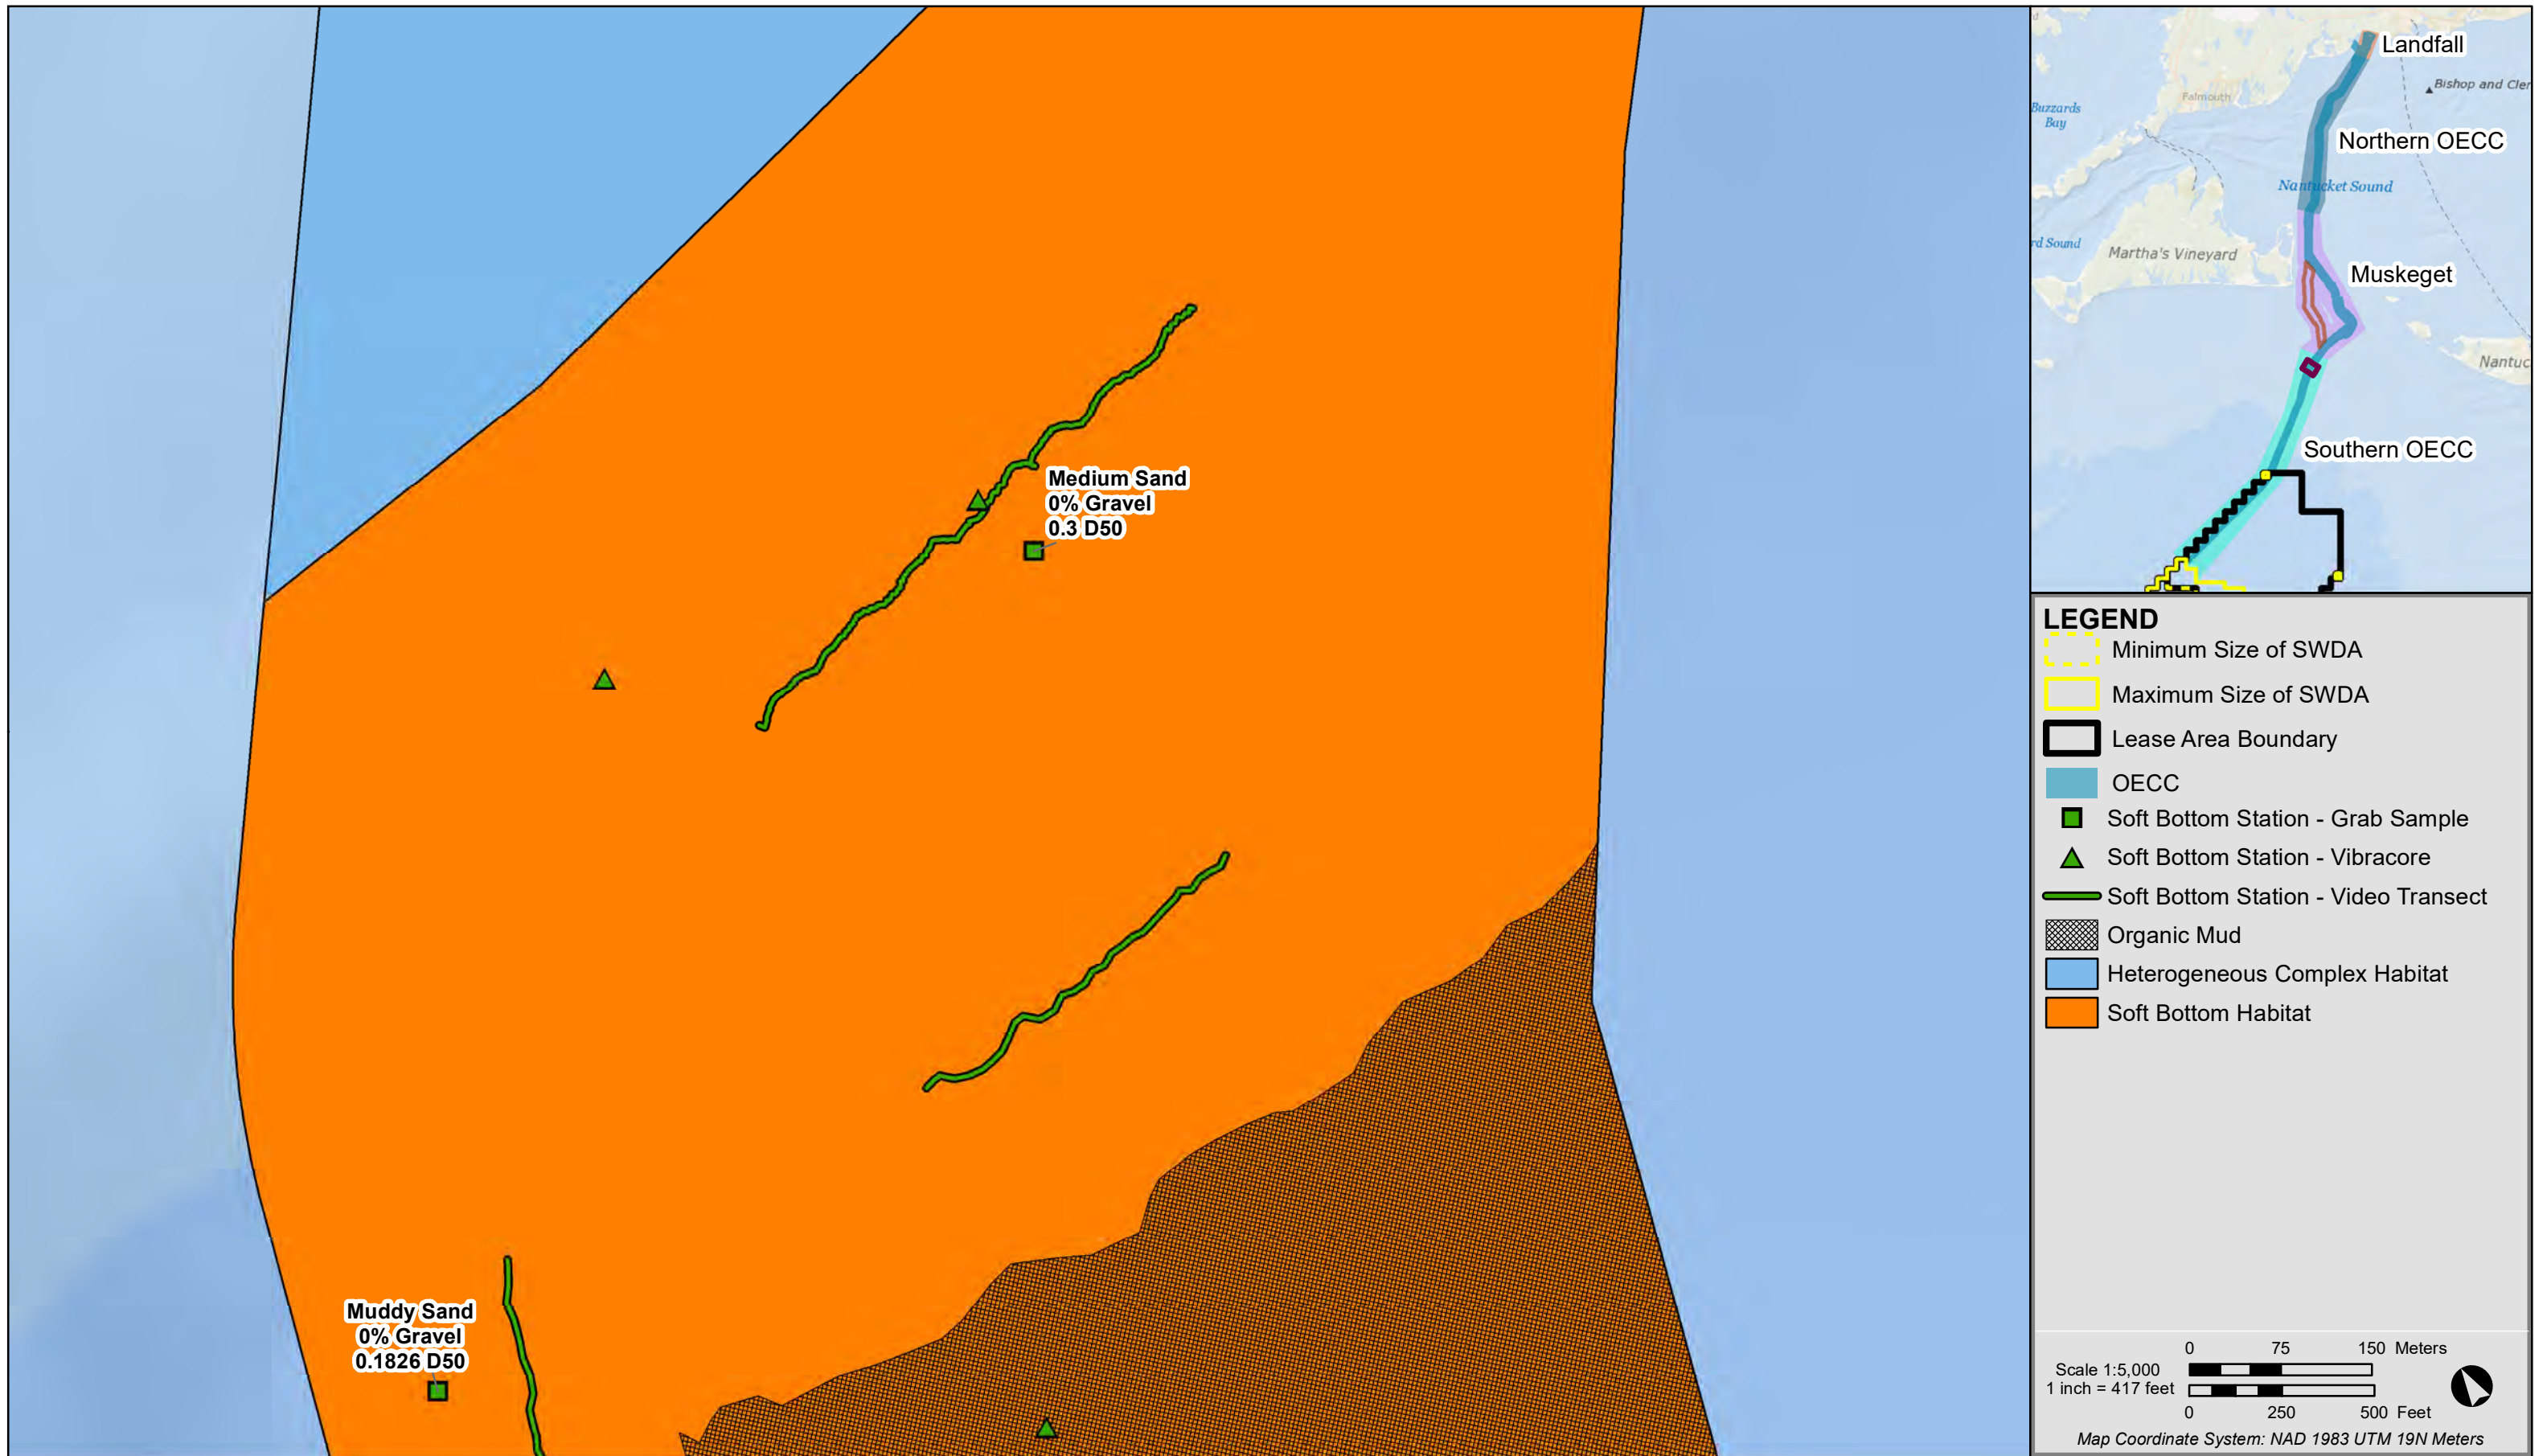 Medium Sand
0% Gravel
0.3 D50
Muddy Sand
0% Gravel
0.1826 D50
Landfall
Bishop and Cler
Falmouth
Buzzards
Bay
Northern OECC
Nantucket Sound
rd Sound
Martha's Vineyard
Muskeget
Nantuc
Southern OECC
LEGEND
Minimum Size of SWDA
Maximum Size of SWDA
Lease Area Boundary
OECC
Soft Bottom Station - Grab Sample
Soft Bottom Station - Vibracore
Soft Bottom Station - Video Transect
Organic Mud
Heterogeneous Complex Habitat
Soft Bottom Habitat
0 75 150 Meters
Scale 1:5,000
1 inch = 417 feet
0 250 500 Feet
Map Coordinate System: NAD 1983 UTM 19N Meters